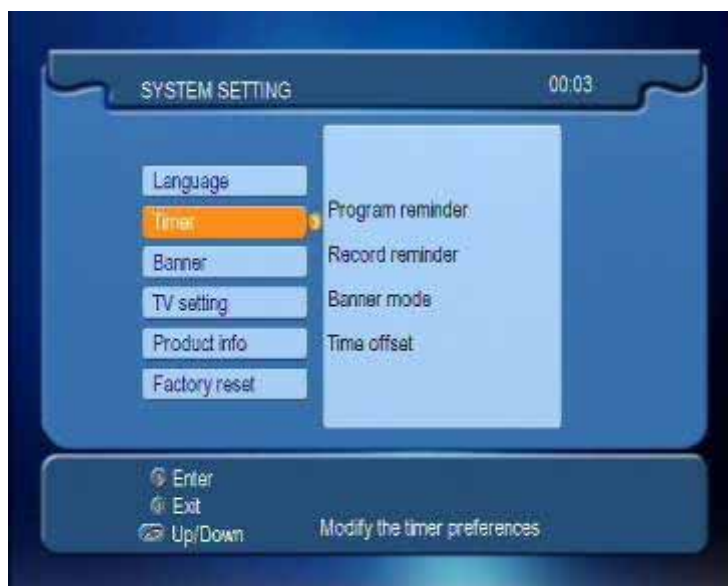 SYSTEM SETTING
00:03
Language
Timer
Banner
TV setting
Product info
Factory reset
Program reminder
Record reminder
Banner mode
Time offset
Enter
Exit
Up/Down
Modify the timer preferences